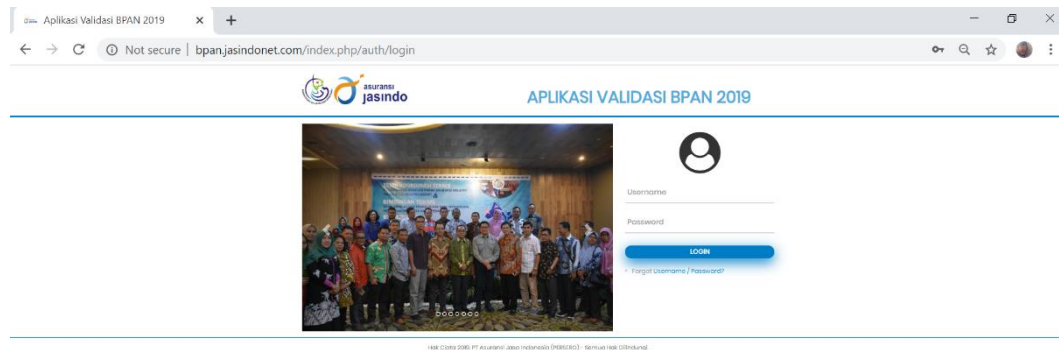 Aplikasi Validasi BPAN 2019
Not secure | bpan.jasindonet.com/index.php/auth/login
asuransi
jasindo
APLIKASI VALIDASI BPAN 2019
Username
Password
LOGIN
Forgot Username / Password?
Hak Cipta 2016 PT Asuransi Jasa Indonesia (PERSERO) - Semua Hak Dilindungi